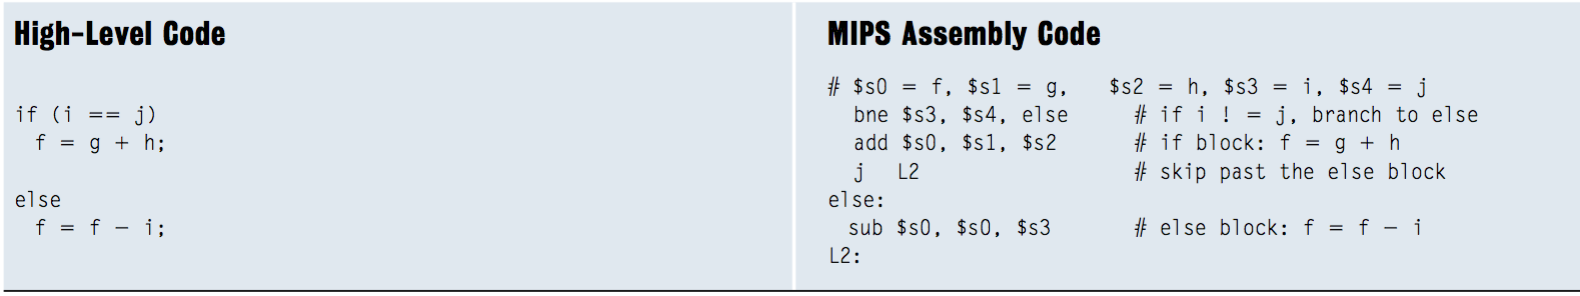 High-Level Code
if (i == j)
f = g + h;
else
f = f − i;
MIPS Assembly Code
# $s0 = f, $s1 = g, $s2 = h, $s3 = i, $s4 = j
bne $s3, $s4, else # if i ! = j, branch to else
add $s0, $s1, $s2 # if block: f = g + h
j L2 # skip past the else block
else:
sub $s0, $s0, $s3 # else block: f = f − i
L2: